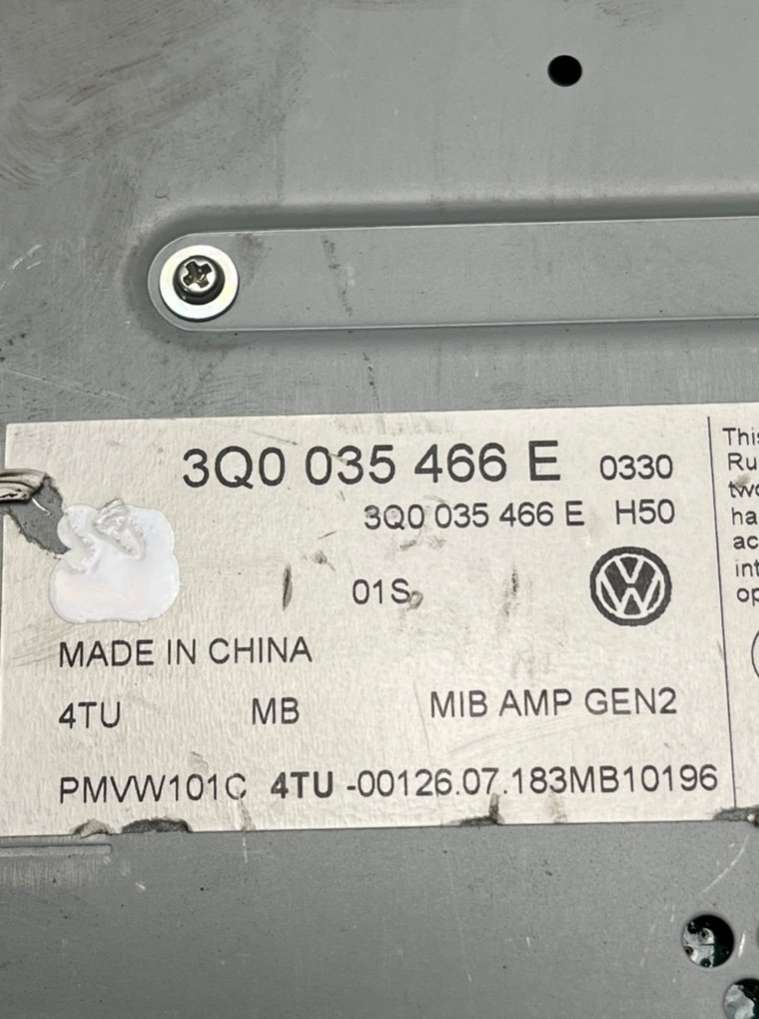 3Q0 035 466 E 0330
3Q0 035 466 E H50
01S
MADE IN CHINA
4TU MB MIB AMP GEN2
PMVW101C 4TU -00126.07.183MB10196
This
Ru
two
ha
ac
int
op